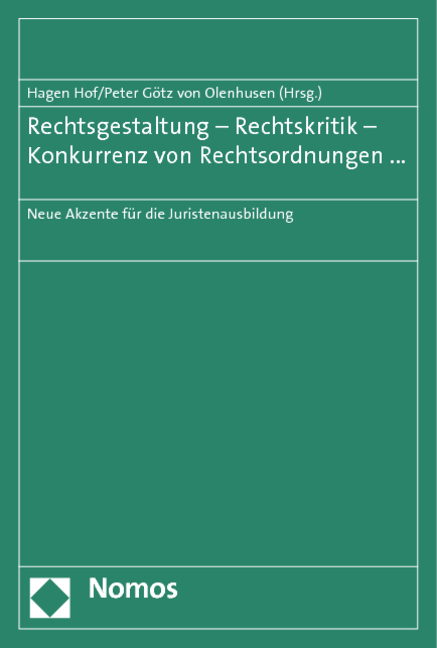 Hagen Hof/Peter Götz von Olenhusen (Hrsg.)
Rechtsgestaltung – Rechtskritik –
Konkurrenz von Rechtsordnungen ...
Neue Akzente für die Juristenausbildung
Nomos